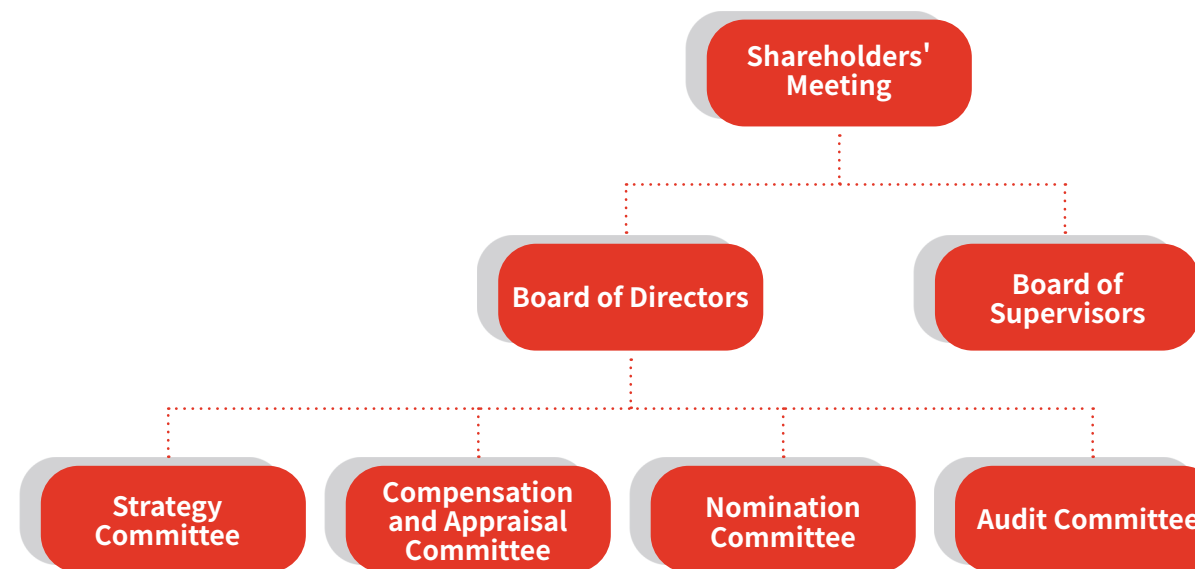 Shareholders'
Meeting
Board of Directors
Board of
Supervisors
Strategy
Committee
Compensation
and Appraisal
Committee
Nomination
Committee
Audit Committee